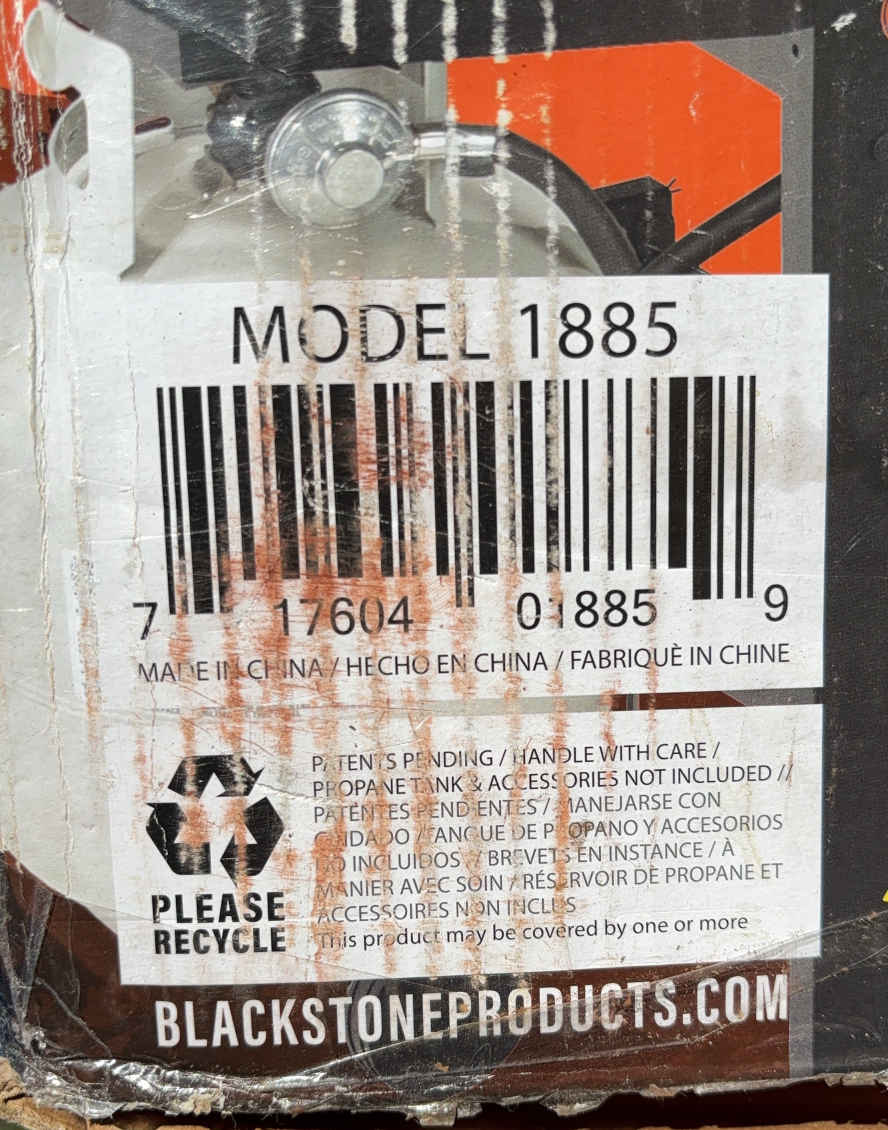 MODEL 1885
7 17604 01885 9
MADE IN CHINA / HECHO EN CHINA / FABRIQUÈ IN CHINE
PATENTS PENDING / HANDLE WITH CARE /
PROPANE TANK & ACCESSORIES NOT INCLUDED //
PATENTES PENDIENTES / MANEJARSE CON
CUIDADO / TANQUE DE PROPANO Y ACCESORIOS
NO INCLUIDOS // BREVETS EN INSTANCE / À
MANIER AVEC SOIN / RÉSERVOIR DE PROPANE ET
ACCESSOIRES NON INCLUS
This product may be covered by one or more
PLEASE
RECYCLE
BLACKSTONEPRODUCTS.COM